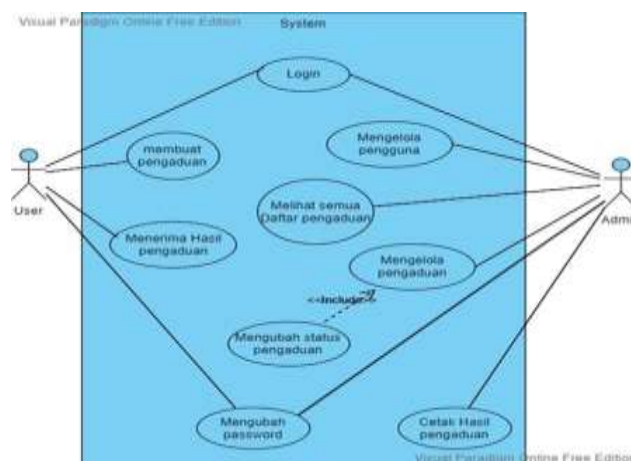 Visual Paradigm Online Free Edition
System
Login
membuat
pengaduan
Mengelola
pengguna
User
Melihat semua
Daftar pengaduan
Admin
Menerima Hasil
pengaduan
Mengelola
pengaduan
<<Include>>
Mengubah status
pengaduan
Mengubah
password
Cetak Hasil
pengaduan
Visual Paradigm Online Free Edition